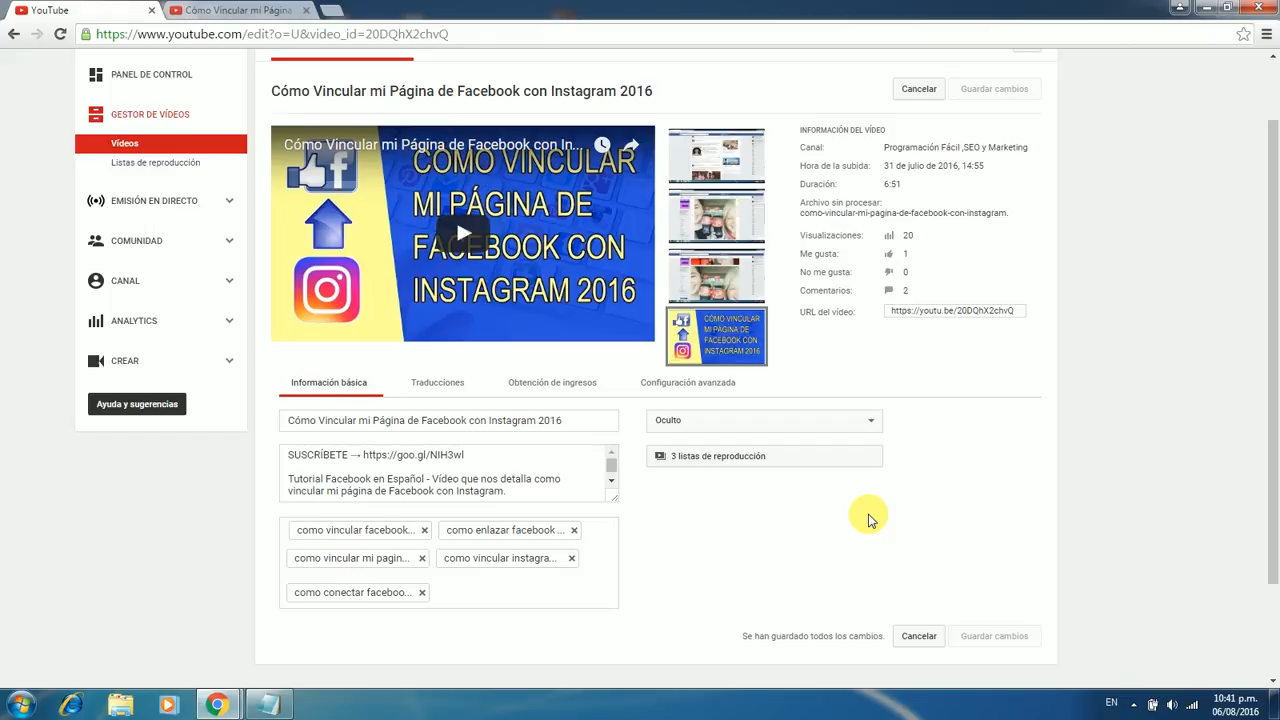 YouTube
Cómo Vincular mi Página
https://www.youtube.com/edit?o=U&video_id=20DQhX2chvQ
PANEL DE CONTROL
GESTOR DE VÍDEOS
Vídeos
Listas de reproducción
EMISIÓN EN DIRECTO
COMUNIDAD
CANAL
ANALYTICS
CREAR
Ayuda y sugerencias
Cómo Vincular mi Página de Facebook con Instagram 2016
Cancelar
Guardar cambios
Cómo Vincular mi Página de Facebook con In...
CÓMO VINCULAR
MI PÁGINA DE
FACEBOOK CON
INSTAGRAM 2016
CÓMO VINCULAR
MI PÁGINA DE
FACEBOOK CON
INSTAGRAM 2016
INFORMACIÓN DEL VÍDEO
Canal: Programación Fácil ,SEO y Marketing
Hora de la subida: 31 de julio de 2016, 14:55
Duración: 6:51
Archivo sin procesar:
como-vincular-mi-pagina-de-facebook-con-instagram.
Visualizaciones: 20
Me gusta: 1
No me gusta: 0
Comentarios: 2
URL del vídeo: https://youtu.be/20DQhX2chvQ
Información básica
Traducciones
Obtención de ingresos
Configuración avanzada
Cómo Vincular mi Página de Facebook con Instagram 2016
Oculto
SUSCRÍBETE → https://goo.gl/NIH3wl
Tutorial Facebook en Español - Vídeo que nos detalla como
vincular mi página de Facebook con Instagram.
3 listas de reproducción
como vincular facebook...
como enlazar facebook ...
como vincular mi pagin...
como vincular instagra...
como conectar faceboo...
Se han guardado todos los cambios.
Cancelar
Guardar cambios
EN
10:41 p.m.
06/08/2016